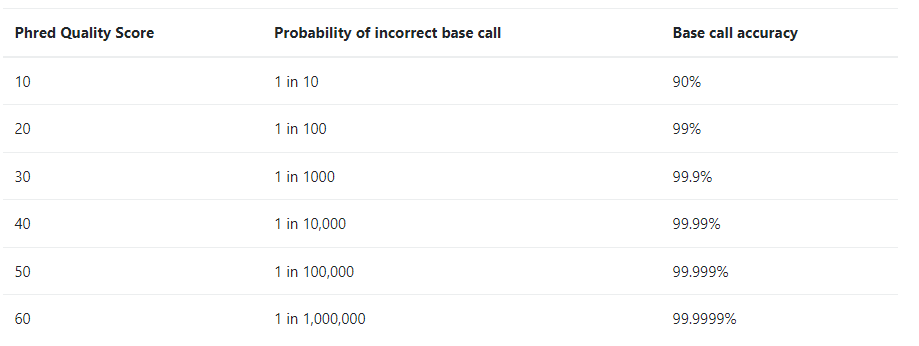 Phred Quality Score Probability of incorrect base call Base call accuracy
10 1 in 10 90%
20 1 in 100 99%
30 1 in 1000 99.9%
40 1 in 10,000 99.99%
50 1 in 100,000 99.999%
60 1 in 1,000,000 99.9999%